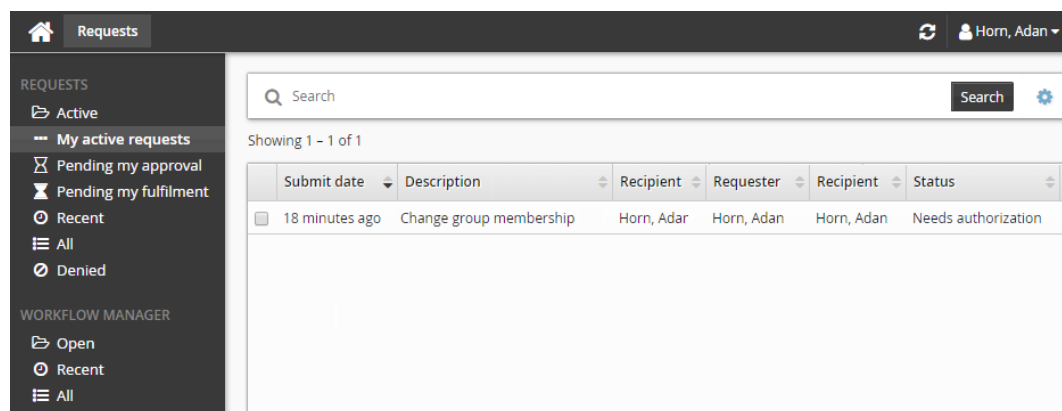 Requests
Horn, Adan
REQUESTS
Active
My active requests
Pending my approval
Pending my fulfilment
Recent
All
Denied
WORKFLOW MANAGER
Open
Recent
All
Search
Search
Showing 1 – 1 of 1
Submit date Description Recipient Requester Recipient Status
18 minutes ago Change group membership Horn, Adar Horn, Adan Horn, Adan Needs authorization